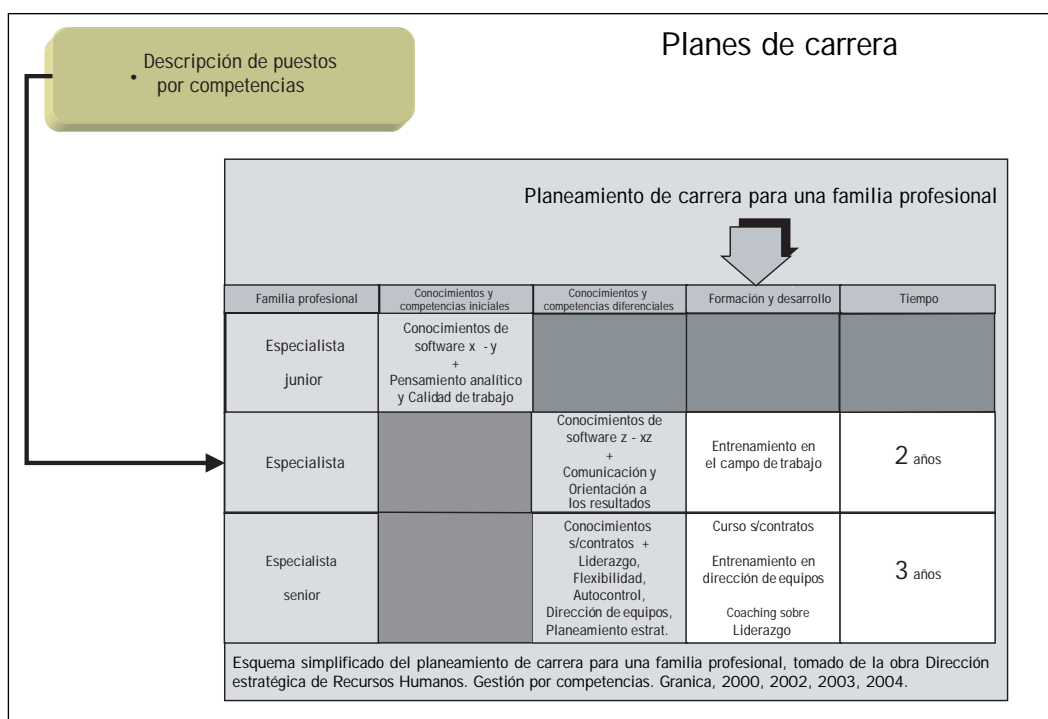 Planes de carrera
Descripción de puestos
• por competencias
Planeamiento de carrera para una familia profesional
Familia profesional
Conocimientos y
competencias iniciales
Conocimientos y
competencias diferenciales
Formación y desarrollo
Tiempo
Especialista
junior
Conocimientos de
software x - y
+
Pensamiento analítico
y Calidad de trabajo
Especialista
Conocimientos de
software z - xz
+
Comunicación y
Orientación a
los resultados
Entrenamiento en
el campo de trabajo
2 años
Especialista
senior
Conocimientos
s/contratos +
Liderazgo,
Flexibilidad,
Autocontrol,
Dirección de equipos,
Planeamiento estrat.
Curso s/contratos
Entrenamiento en
dirección de equipos
Coaching sobre
Liderazgo
3 años
Esquema simplificado del planeamiento de carrera para una familia profesional, tomado de la obra Dirección
estratégica de Recursos Humanos. Gestión por competencias. Granica, 2000, 2002, 2003, 2004.